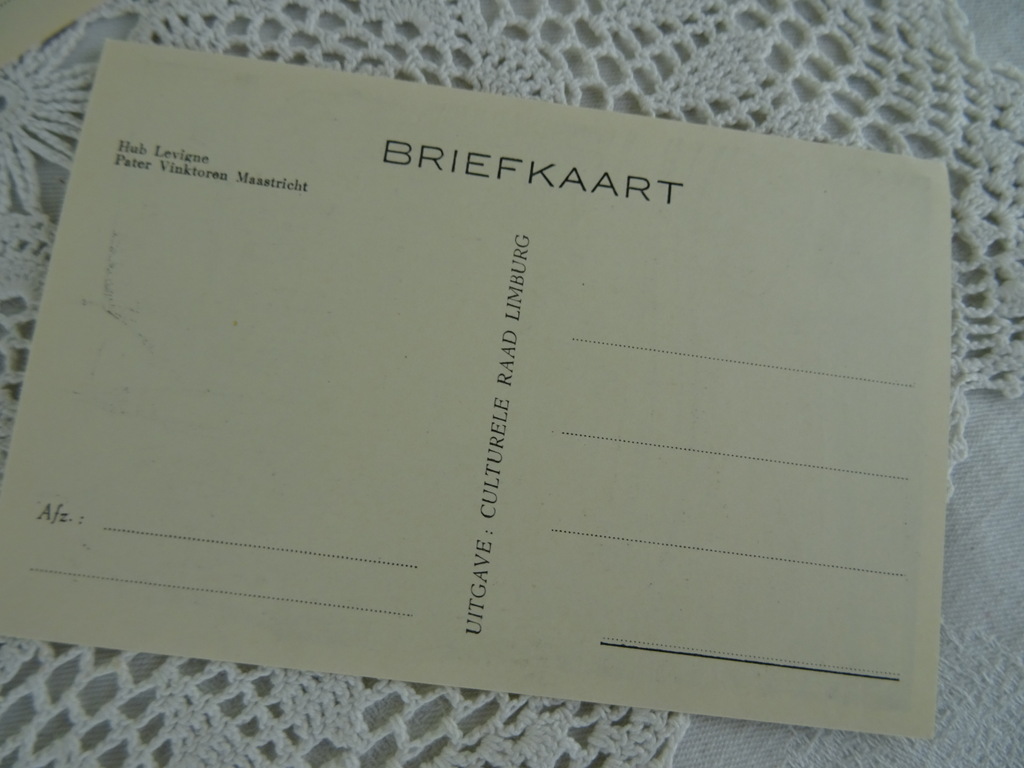 Hub Levigne
Pater Vinktoren Maastricht
BRIEFKAART
UITGAVE: CULTURELE RAAD LIMBURG
Afz.: